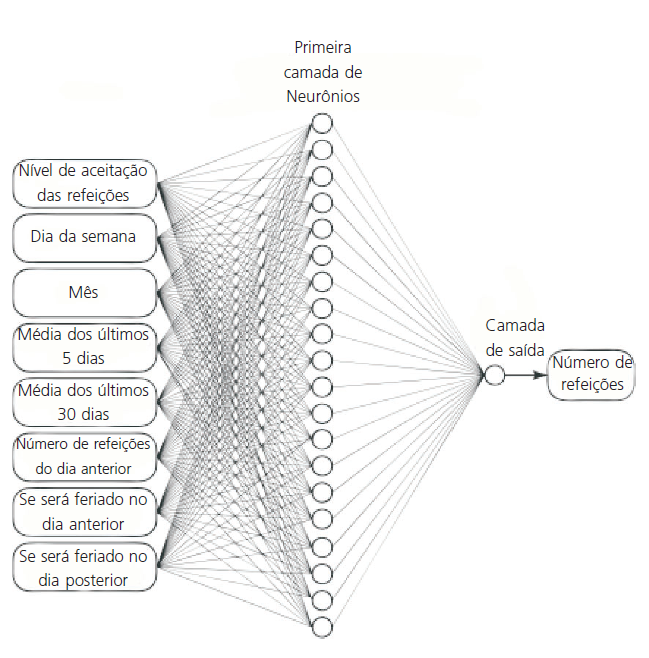 Primeira
camada de
Neurônios
Nível de aceitação
das refeições
Dia da semana
Mês
Média dos últimos
5 dias
Média dos últimos
30 dias
Número de refeições
do dia anterior
Se será feriado no
dia anterior
Se será feriado no
dia posterior
Camada
de saída
Número de
refeições